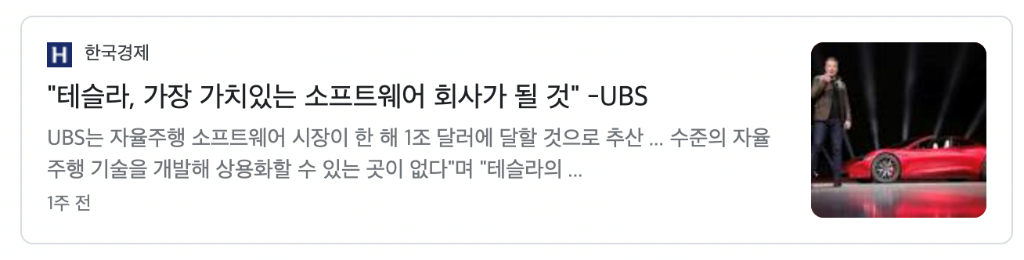 H 한국경제
"테슬라, 가장 가치있는 소프트웨어 회사가 될 것" -UBS
UBS는 자율주행 소프트웨어 시장이 한 해 1조 달러에 달할 것으로 추산 ... 수준의 자율
주행 기술을 개발해 상용화할 수 있는 곳이 없다"며 "테슬라의 ...
1주 전